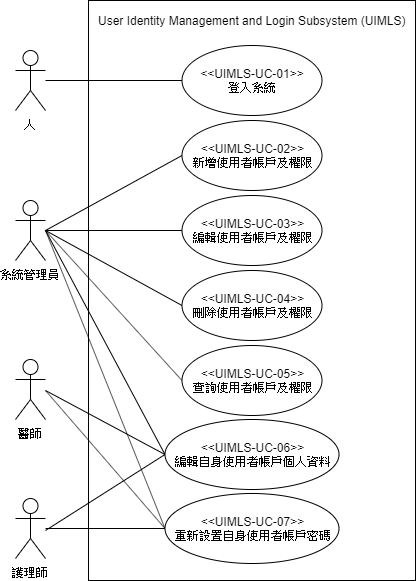 User Identity Management and Login Subsystem (UIMLS)
<<UIMLS-UC-01>>
登入系統
人
<<UIMLS-UC-02>>
新增使用者帳戶及權限
<<UIMLS-UC-03>>
編輯使用者帳戶及權限
系統管理員
<<UIMLS-UC-04>>
刪除使用者帳戶及權限
<<UIMLS-UC-05>>
查詢使用者帳戶及權限
醫師
<<UIMLS-UC-06>>
編輯自身使用者帳戶個人資料
<<UIMLS-UC-07>>
重新設置自身使用者帳戶密碼
護理師